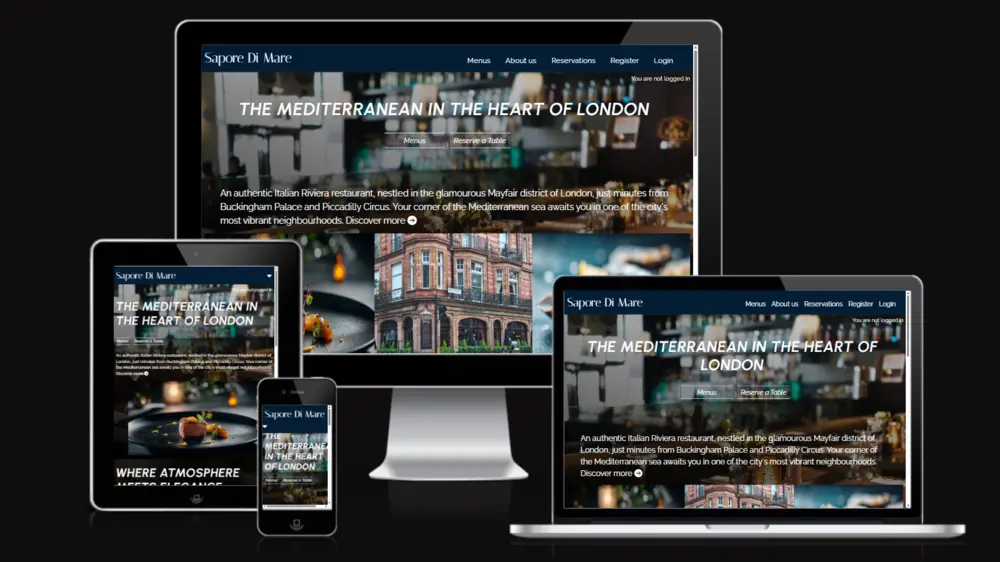 Sapore Di Mare
Menus About us Reservations Register Login
You are not logged in
THE MEDITERRANEAN IN THE HEART OF LONDON
Menus Reserve a Table
An authentic Italian Riviera restaurant, nestled in the glamourous Mayfair district of London, just minutes from
Buckingham Palace and Piccadilly Circus. Your corner of the Mediterranean sea awaits you in one of the city's
most vibrant neighbourhoods. Discover more
Sapore Di Mare
You are not logged in
THE MEDITERRANEAN IN
THE HEART OF LONDON
Menus Reserve a Table
An authentic Italian Riviera restaurant, nestled in the glamourous Mayfair district of
London, just minutes from Buckingham Palace and Piccadilly Circus. Your corner of
the Mediterranean sea awaits you in one of the city's most vibrant neighbourhoods.
Discover more
WHERE ATMOSPHERE
MEETS ELEGANCE
Sapore Di Mare
THE
MEDITERRANEAN
IN THE HEART
OF LONDON
Menus Reserve a Table
Sapore Di Mare
Menus About us Reservations Register Login
You are not logged in
THE MEDITERRANEAN IN THE HEART OF
LONDON
Menus Reserve a Table
An authentic Italian Riviera restaurant, nestled in the glamourous Mayfair district of
London, just minutes from Buckingham Palace and Piccadilly Circus. Your corner of
the Mediterranean sea awaits you in one of the city's most vibrant neighbourhoods.
Discover more